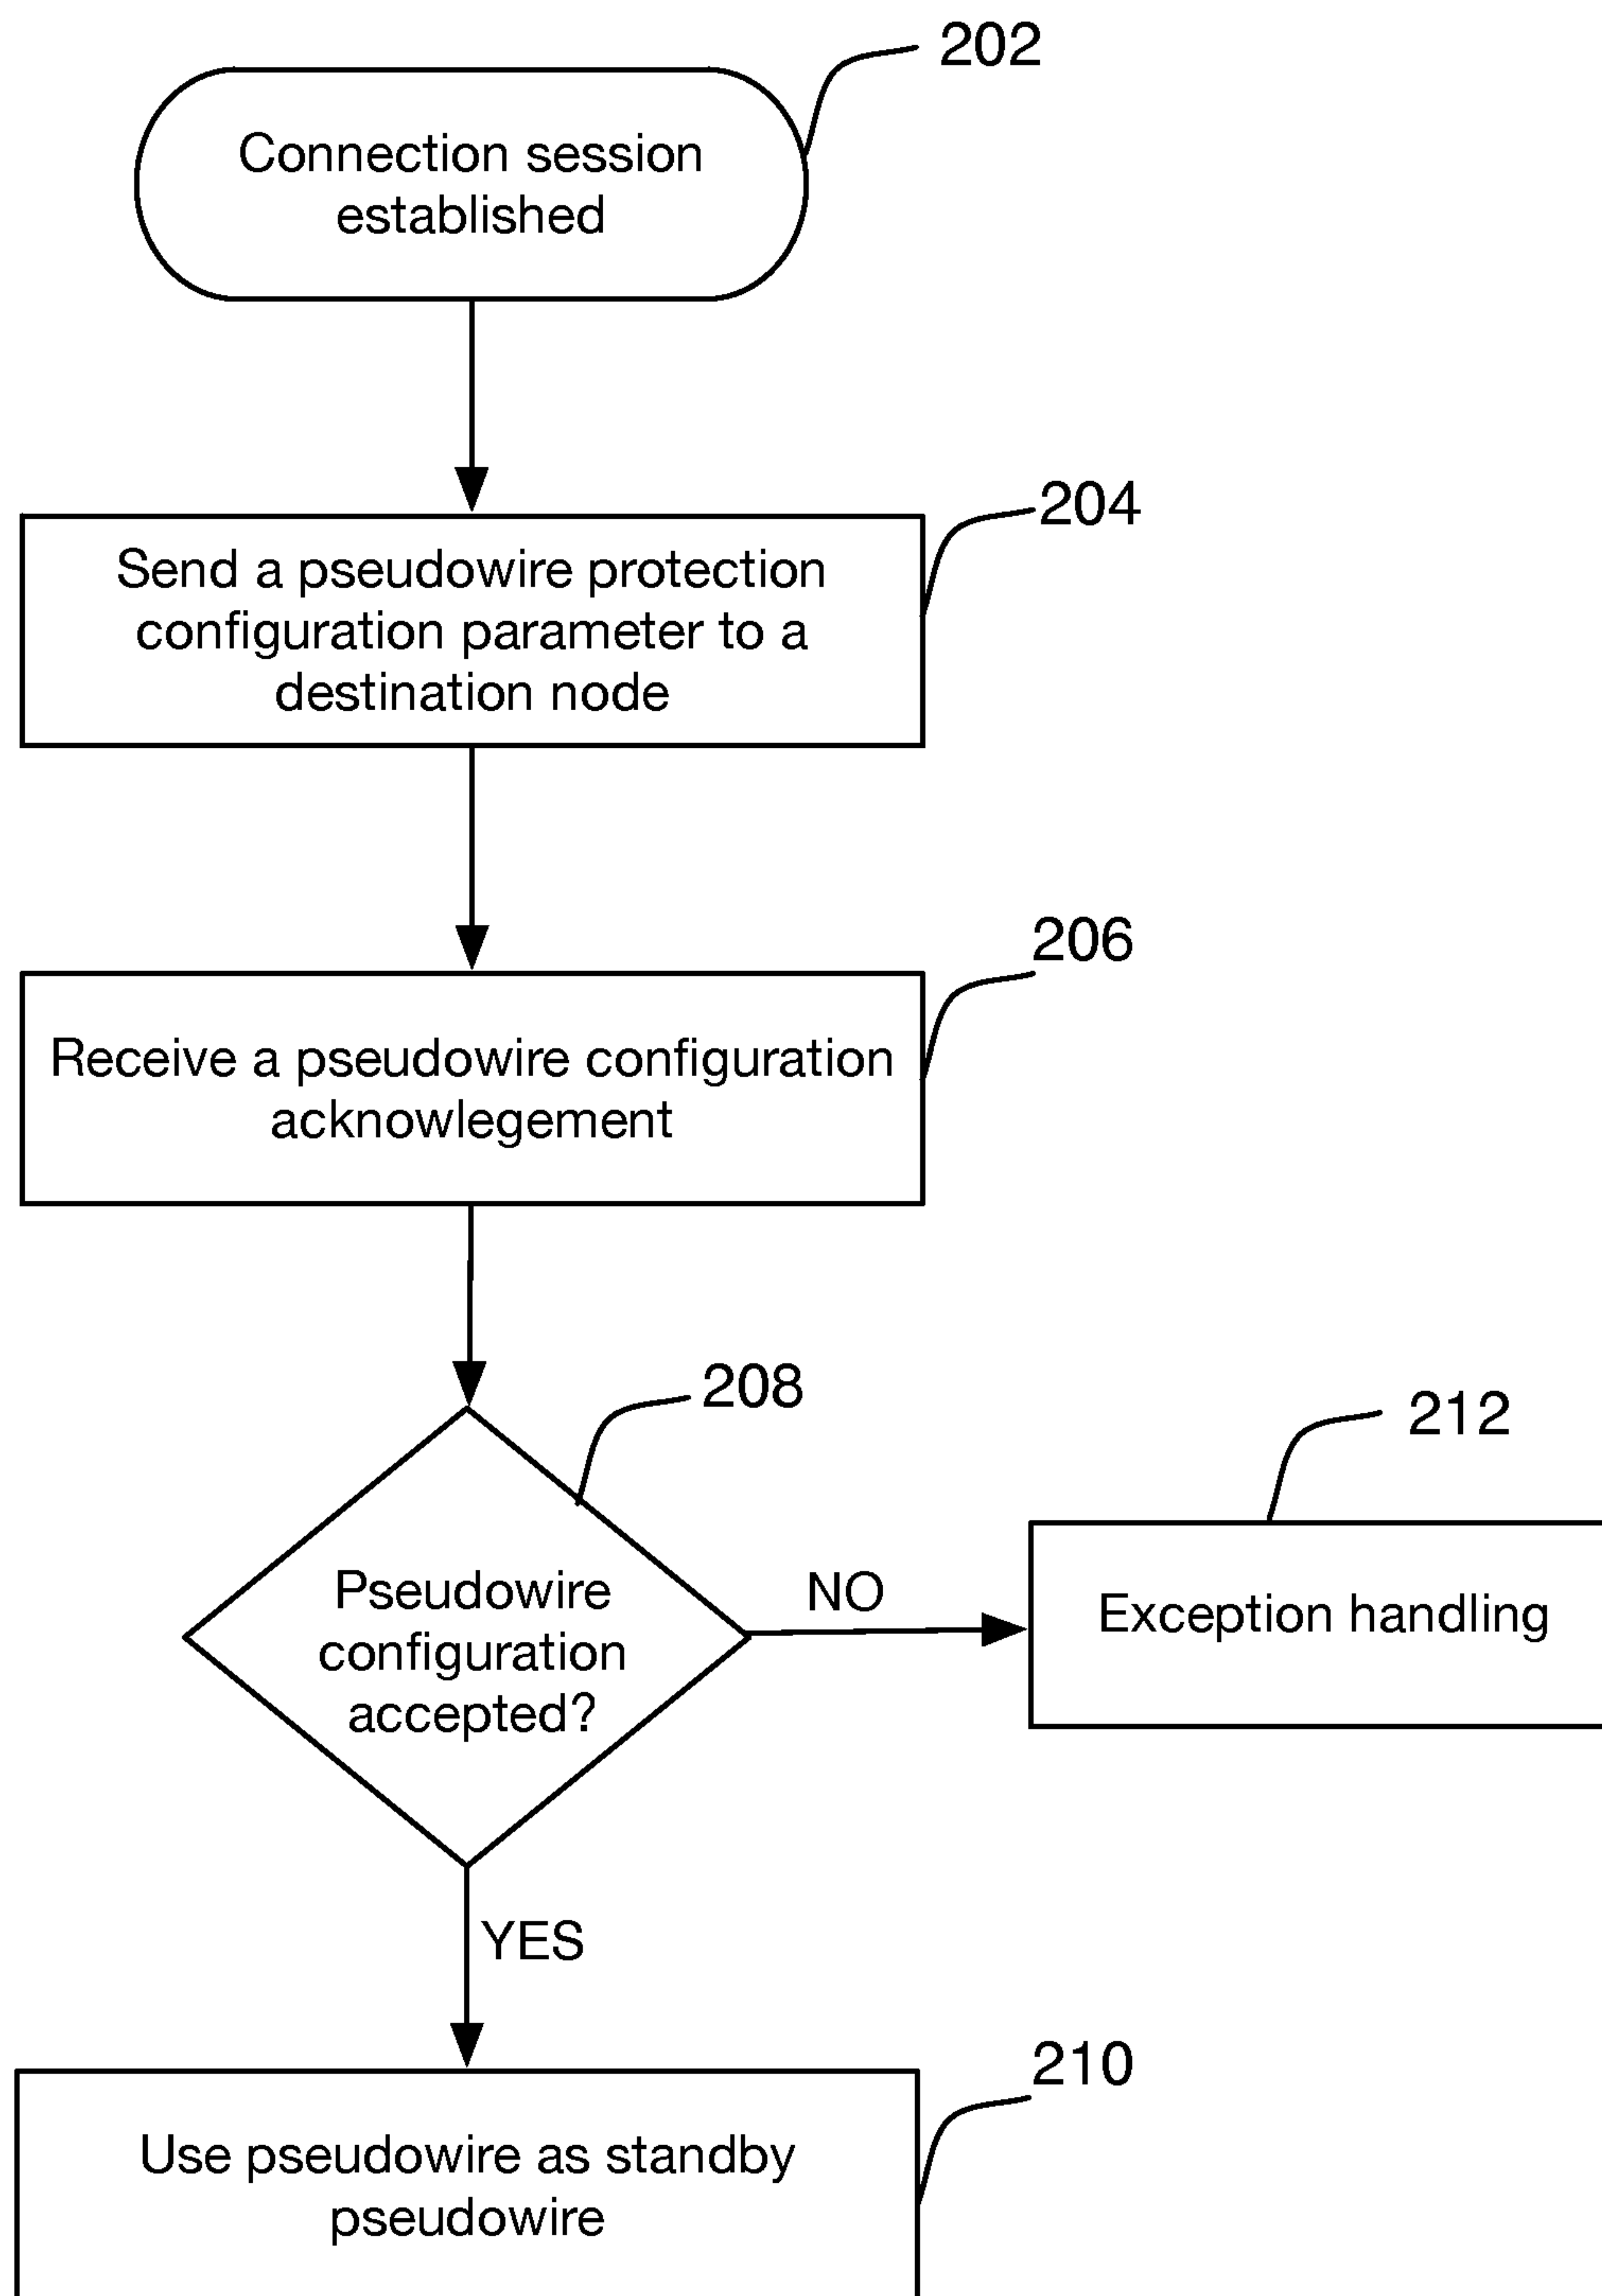 202
Connection session
established
204
Send a pseudowire protection
configuration parameter to a
destination node
206
Receive a pseudowire configuration
acknowlegement
208
212
Pseudowire
configuration
accepted?
NO
Exception handling
YES
210
Use pseudowire as standby
pseudowire